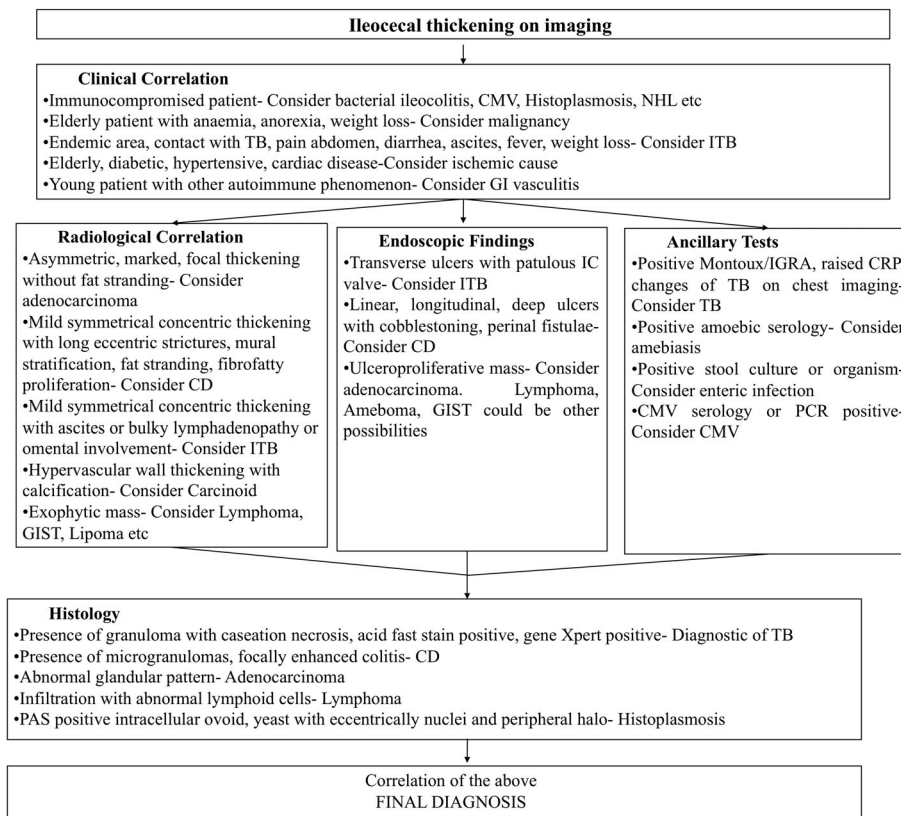 Ileocecal thickening on imaging
Clinical Correlation
•Immunocompromised patient- Consider bacterial ileocolitis, CMV, Histoplasmosis, NHL etc
•Elderly patient with anaemia, anorexia, weight loss- Consider malignancy
•Endemic area, contact with TB, pain abdomen, diarrhea, ascites, fever, weight loss- Consider ITB
•Elderly, diabetic, hypertensive, cardiac disease-Consider ischemic cause
•Young patient with other autoimmune phenomenon- Consider GI vasculitis
Radiological Correlation
•Asymmetric, marked, focal thickening
without fat stranding- Consider
adenocarcinoma
•Mild symmetrical concentric thickening
with long eccentric strictures, mural
stratification, fat stranding, fibrofatty
proliferation- Consider CD
•Mild symmetrical concentric thickening
with ascites or bulky lymphadenopathy or
omental involvement- Consider ITB
•Hypervascular wall thickening with
calcification- Consider Carcinoid
•Exophytic mass- Consider Lymphoma,
GIST, Lipoma etc
Endoscopic Findings
•Transverse ulcers with patulous IC
valve- Consider ITB
•Linear, longitudinal, deep ulcers
with cobblestoning, perinal fistulae-
Consider CD
•Ulceroproliferative mass- Consider
adenocarcinoma. Lymphoma,
Ameboma, GIST could be other
possibilities
Ancillary Tests
•Positive Montoux/IGRA, raised CRP,
changes of TB on chest imaging-
Consider TB
•Positive amoebic serology- Consider
amebiasis
•Positive stool culture or organism-
Consider enteric infection
•CMV serology or PCR positive-
Consider CMV
Histology
•Presence of granuloma with caseation necrosis, acid fast stain positive, gene Xpert positive- Diagnostic of TB
•Presence of microgranulomas, focally enhanced colitis- CD
•Abnormal glandular pattern- Adenocarcinoma
•Infiltration with abnormal lymphoid cells- Lymphoma
•PAS positive intracellular ovoid, yeast with eccentrically nuclei and peripheral halo- Histoplasmosis
Correlation of the above
FINAL DIAGNOSIS